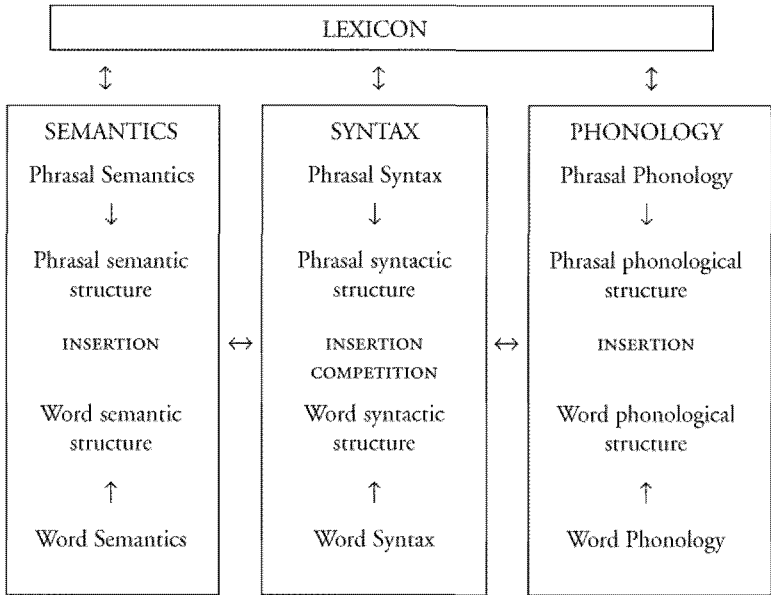 LEXICON
↕ ↕ ↕
SEMANTICS
Phrasal Semantics
↓
Phrasal semantic
structure
INSERTION
Word semantic
structure
↑
Word Semantics
↔
SYNTAX
Phrasal Syntax
↓
Phrasal syntactic
structure
INSERTION
COMPETITION
Word syntactic
structure
↑
Word Syntax
↔
PHONOLOGY
Phrasal Phonology
↓
Phrasal phonological
structure
INSERTION
Word phonological
structure
↑
Word Phonology